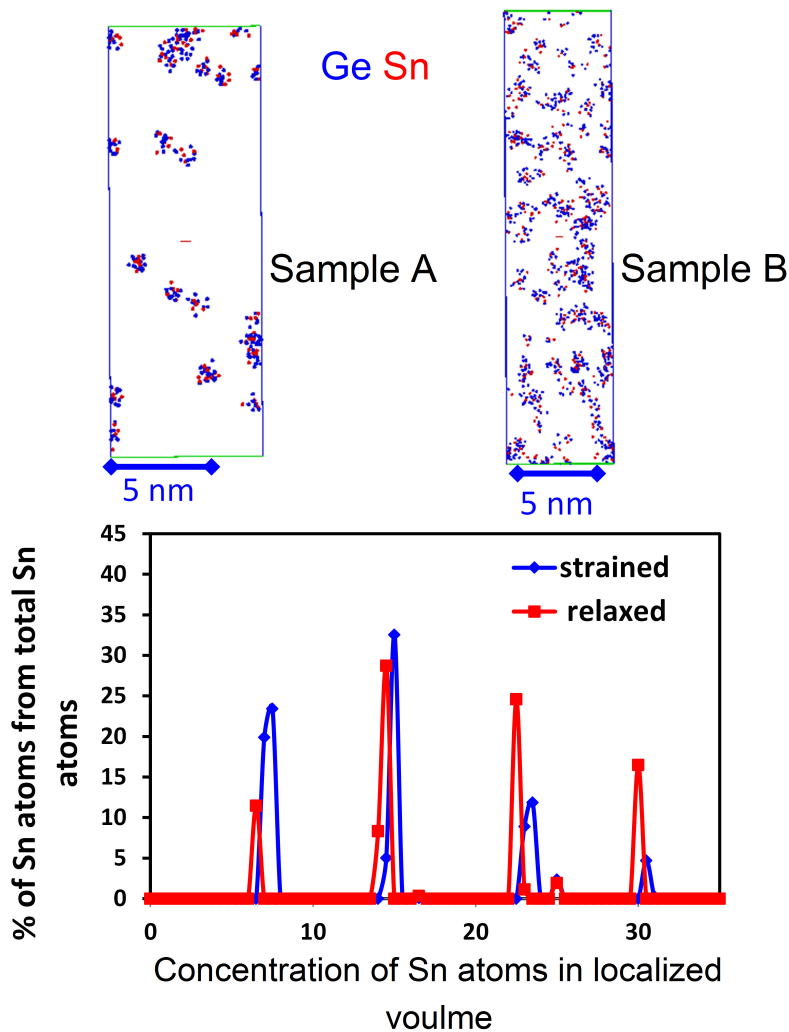 Ge Sn
Sample A
Sample B
5 nm
5 nm
% of Sn atoms from total Sn
atoms
45
40
35
30
25
20
15
10
5
0
strained
relaxed
0 10 20 30
Concentration of Sn atoms in localized
voulme